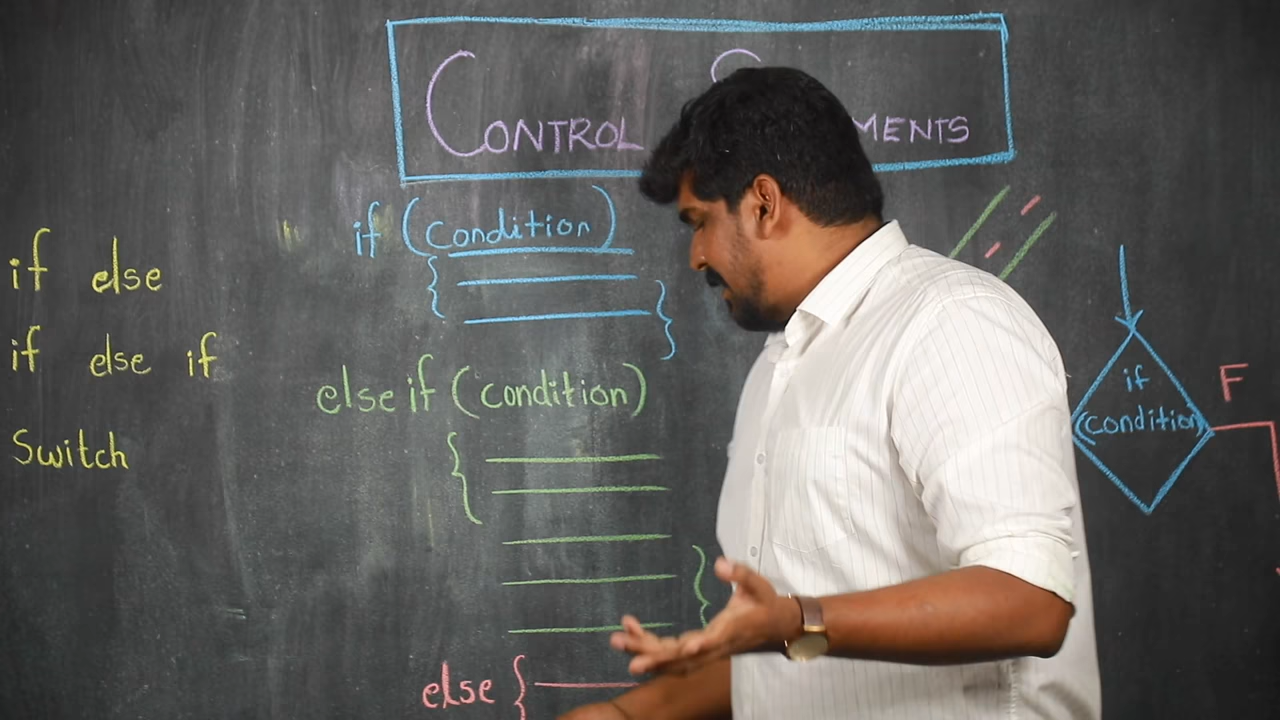 CONTROL MENTS
if (condition)
{
}
else if (condition)
{
}
else {
if else
if else if
Switch
if
(condition)
F